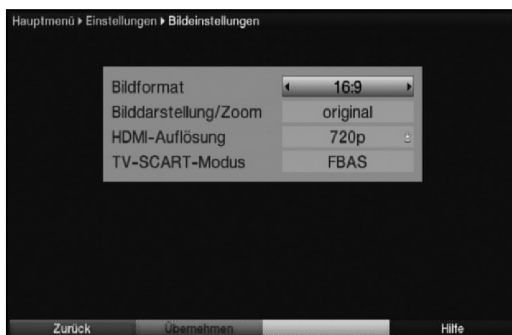 Hauptmenü ▸ Einstellungen ▸ Bildeinstellungen
Bildformat 16:9
Bilddarstellung/Zoom original
HDMI-Auflösung 720p
TV-SCART-Modus FBAS
Zurück Übernehmen Hilfe